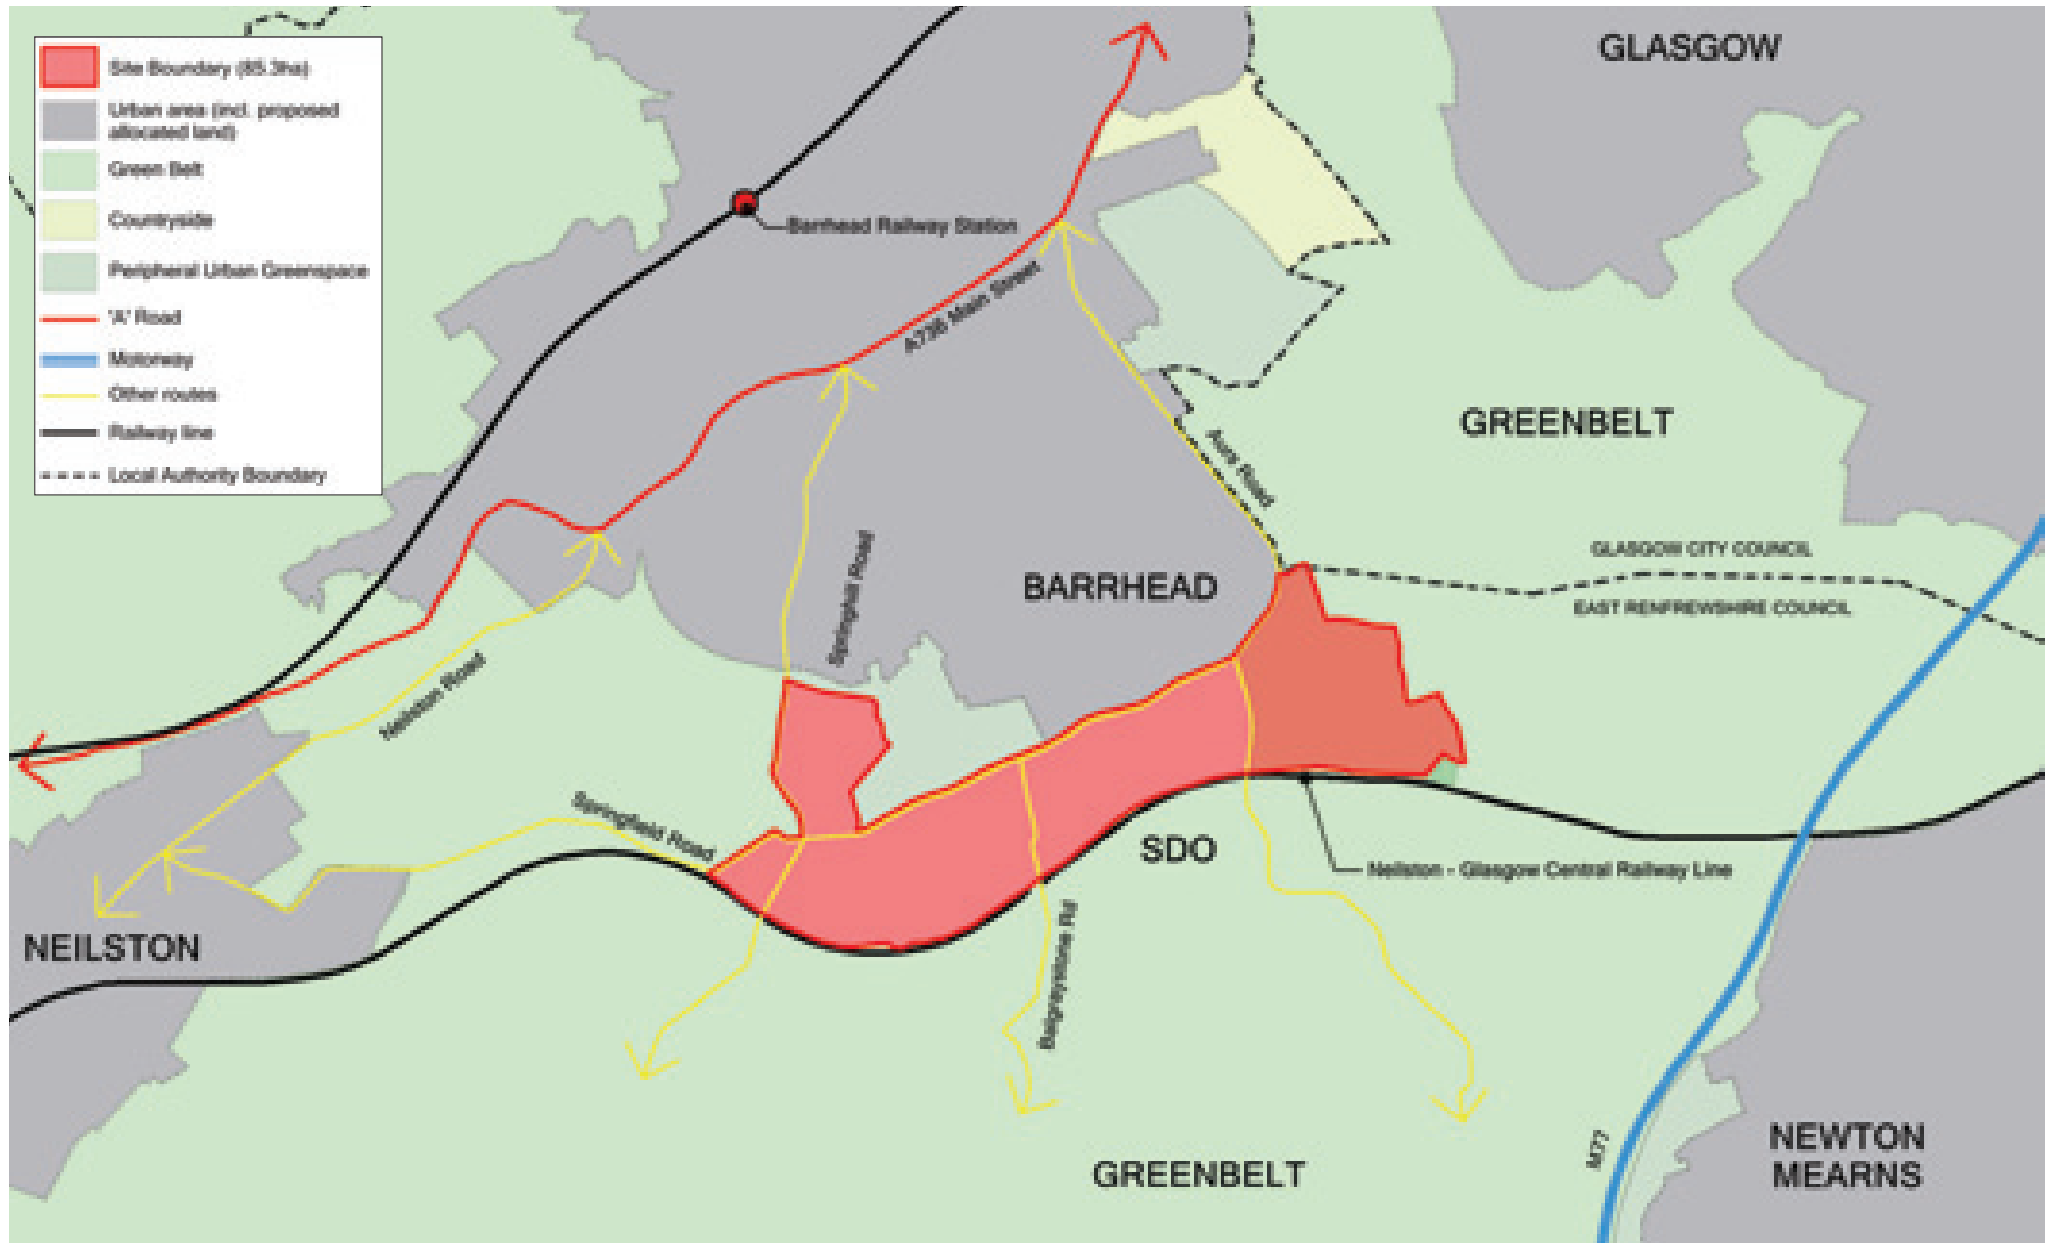 Site Boundary (85.3ha)
Urban area (incl. proposed
allocated land)
Green Belt
Countryside
Peripheral Urban Greenspace
'A' Road
Motorway
Other routes
Railway line
Local Authority Boundary
GLASGOW
Barrhead Railway Station
A736 Main Street
GREENBELT
Aurs Road
GLASGOW CITY COUNCIL
EAST RENFREWSHIRE COUNCIL
BARRHEAD
Springhill Road
Neilston Road
Springfield Road
SDO
Neilston - Glasgow Central Railway Line
NEILSTON
Balgraystone Rd
M77
NEWTON
MEARNS
GREENBELT